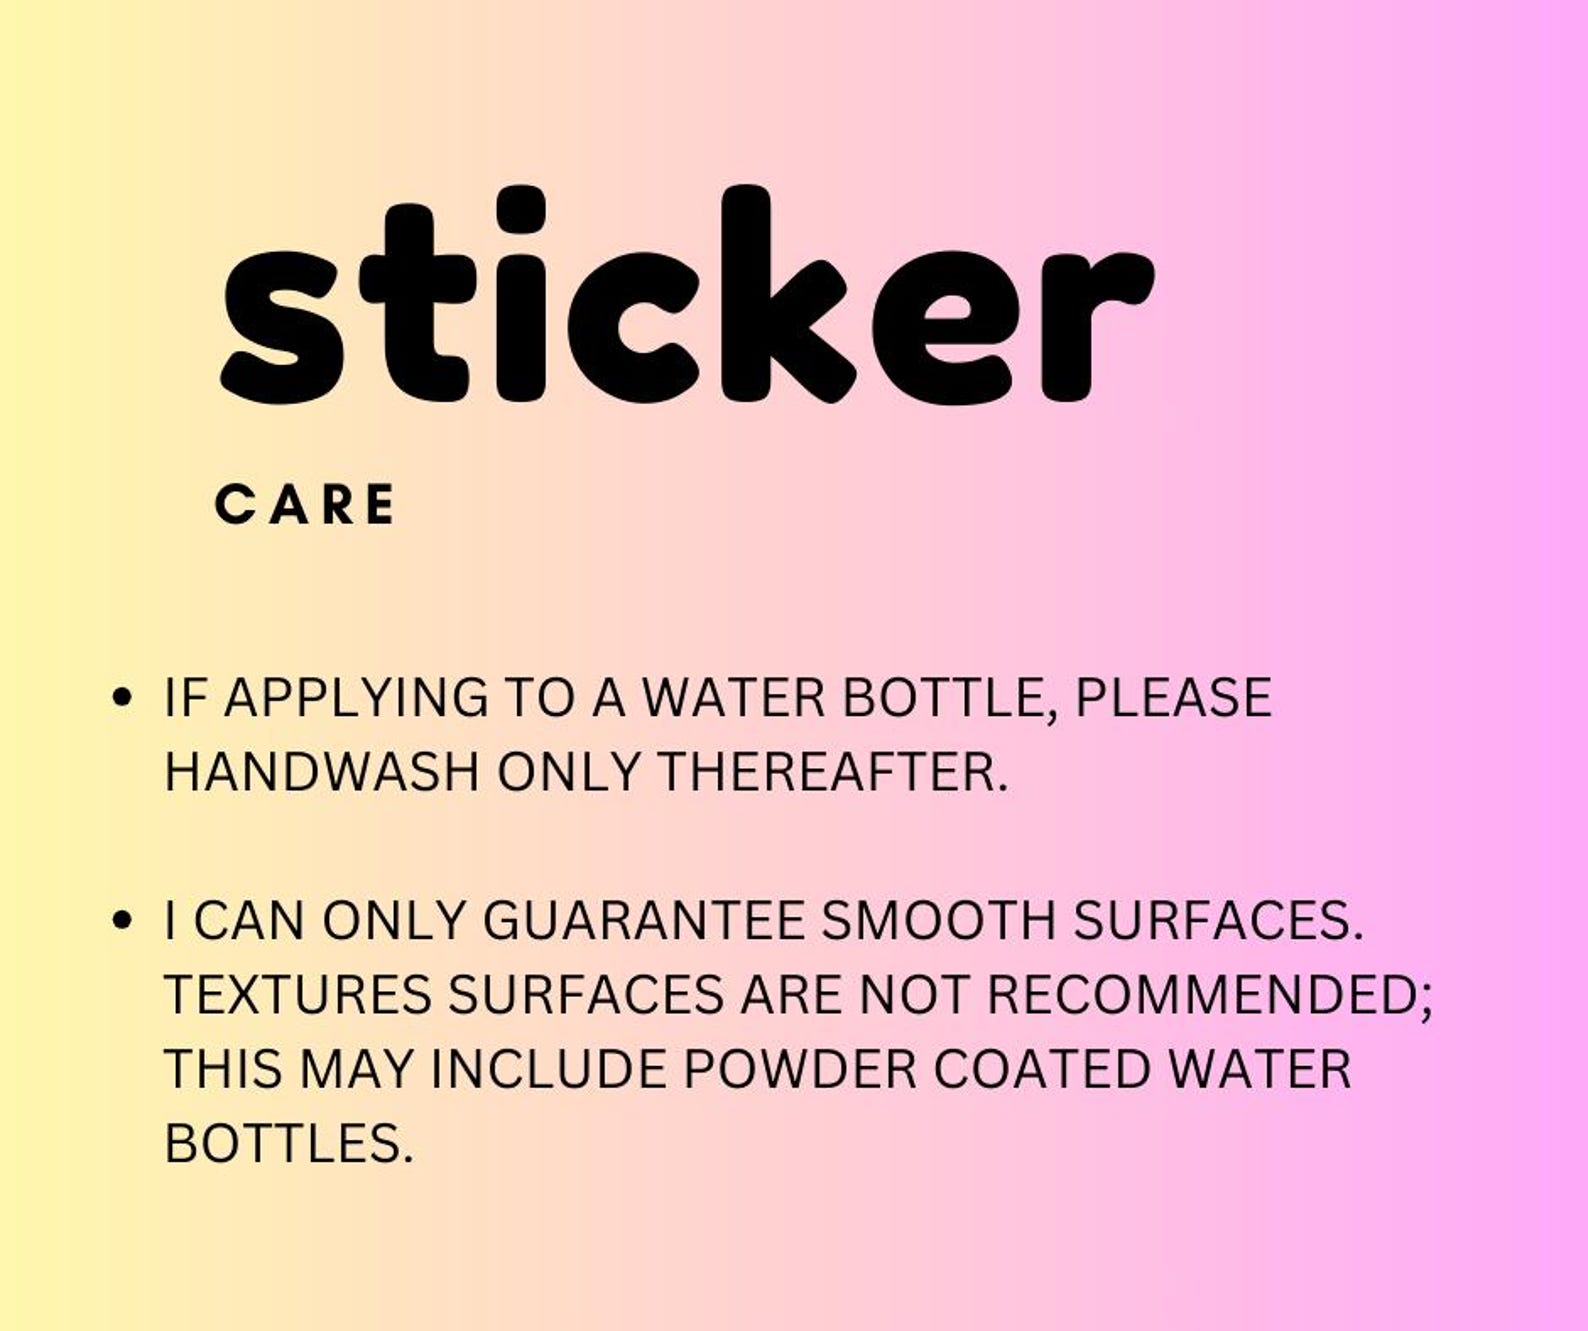 sticker
CARE
• IF APPLYING TO A WATER BOTTLE, PLEASE
HANDWASH ONLY THEREAFTER.
• I CAN ONLY GUARANTEE SMOOTH SURFACES.
TEXTURES SURFACES ARE NOT RECOMMENDED;
THIS MAY INCLUDE POWDER COATED WATER
BOTTLES.